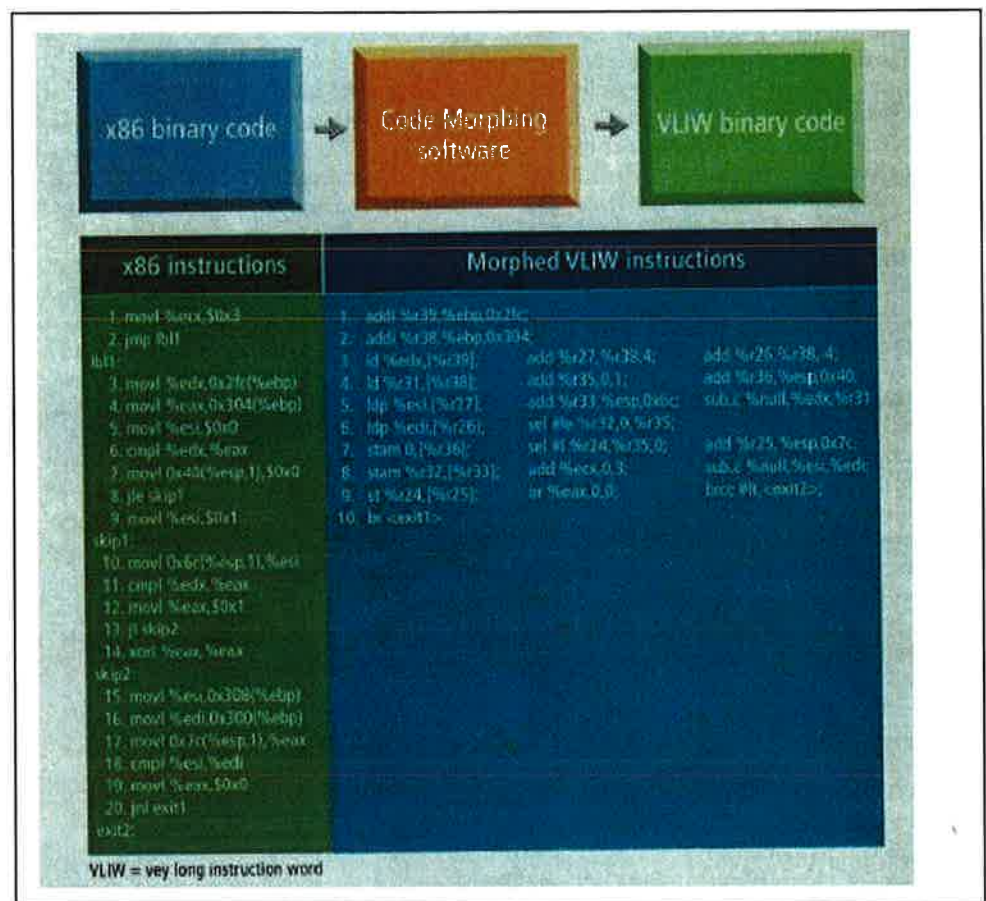 x86 binary code
Code Morphing
software
VLIW binary code
x86 instructions
Morphed VLIW instructions
1. movl %ecx,$0x3
2. jmp lbl1
lbl1:
3. movl %edx,0x2fc(%ebp)
4. movl %eax,0x304(%ebp)
5. movl %esi,$0x0
6. cmpl %edx,%eax
7. movl 0x40(%esp,1),$0x0
8. jle skip1
9. movl %esi,$0x1
skip1:
10. movl 0x6c(%esp,1),%esi
11. cmpl %edx,%eax
12. movl %eax,$0x1
13. jl skip2
14. xorl %eax,%eax
skip2:
15. movl %esi,0x308(%ebp)
16. movl %edi,0x300(%ebp)
17. movl 0x7c(%esp,1),%eax
18. cmpl %esi,%edi
19. movl %eax,$0x0
20. jnl exit1
exit2:
1. addi %r39,%ebp,0x2fc;
2. addi %r38,%ebp,0x304;
3. ld %edx,[%r39]; add %r27,%r38,4; add %r26,%r38,-4;
4. ld %r31,[%r38]; add %r35,0,1; add %r36,%esp,0x40
5. ldp %esi,[%r27]; add %r33,%esp,0x6c; sub.c %null,%edx,%r31
6. ldp %edi,[%r26]; sel #le %r32,0,%r35;
7. stam 0,[%r36]; sel #l %r24,%r35,0; add %r25,%esp,0x7c
8. stam %r32,[%r33]; add %ecx,0,3; sub.c %null,%esi,%edi
9. st %r24,[%r25]; or %eax,0,0; brcc #lt, <exit2>;
10. br <exit1>
VLIW = vey long instruction word